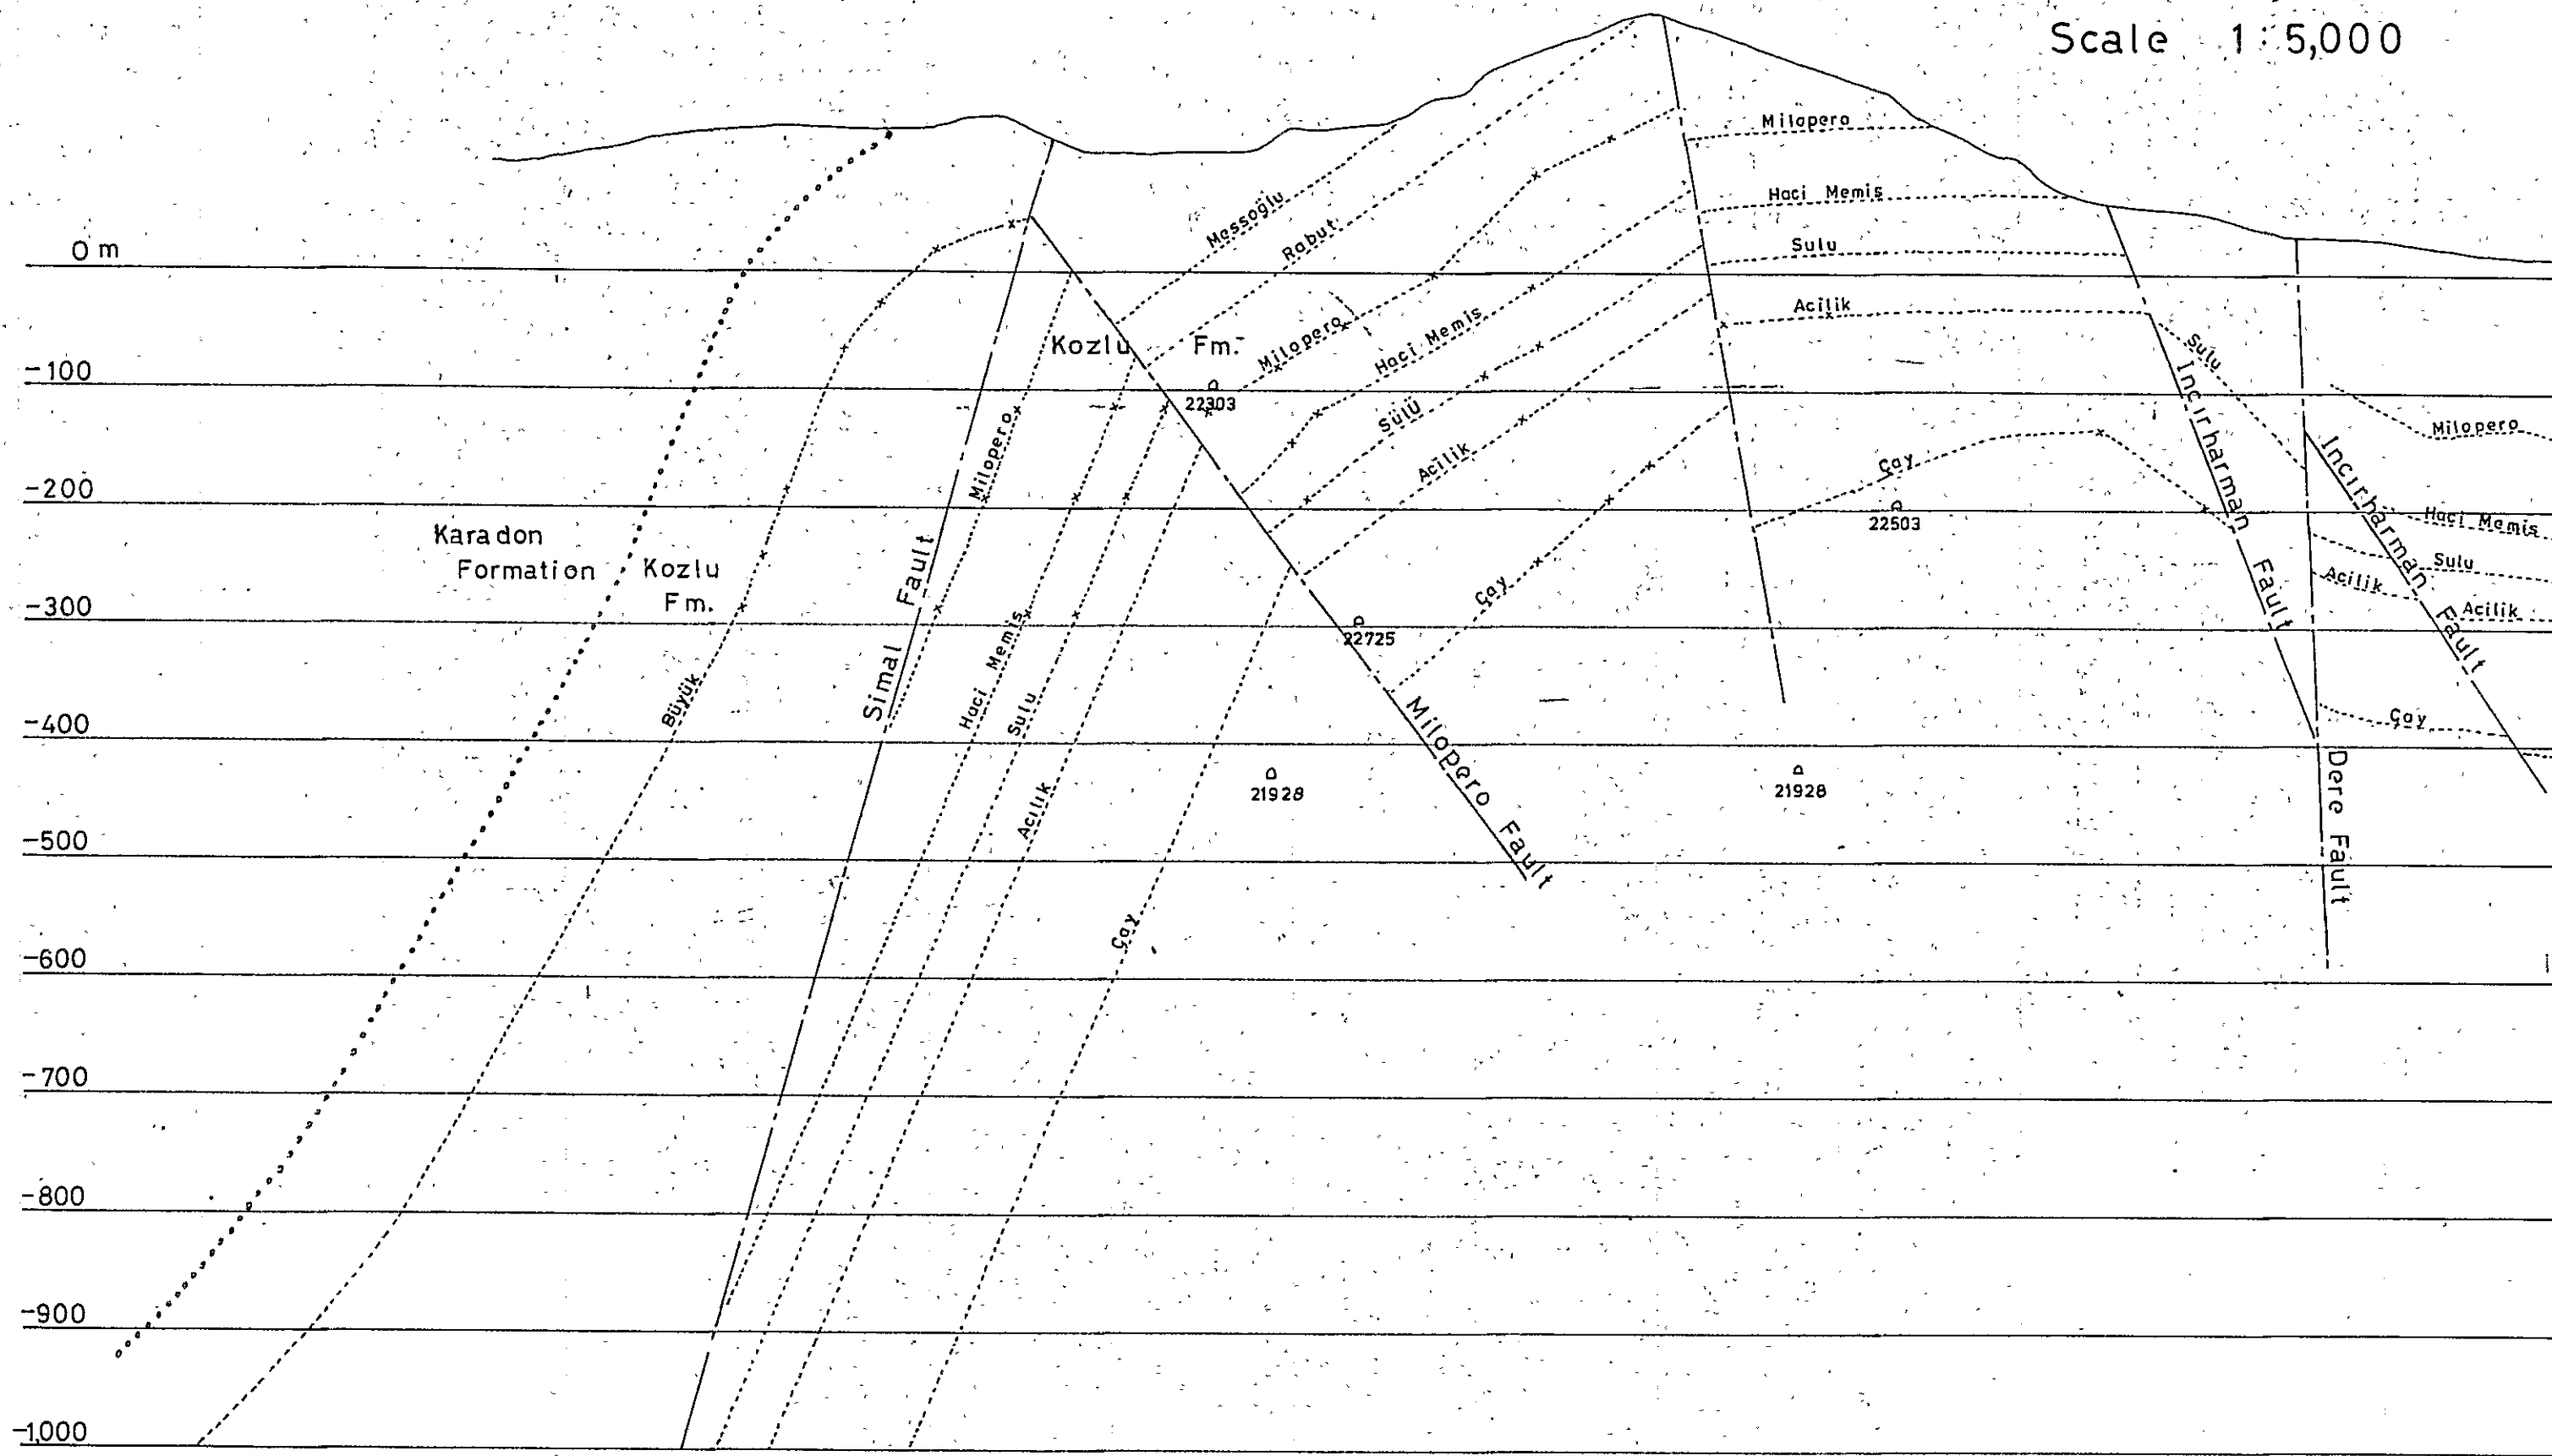 Scale 1:5,000
Milopero
Haci Memis
Messoğlu
Rabut
Sulu
0 m
Acilik
Milopero
Haci Memis
Kozlu Fm.
Sulu
-100
22303
Sülü
Milopero
Incirharman Fault
Milopero
Acilik
Çay
Incirharman Fault
-200
22503
Haci Memis
Karadon
Formation
Kozlu
Fm.
Simal Fault
Sulu
Acilik
Çay
-300
Acilik
22725
Haci Memis
Büyük
Sulu
Milopero Fault
Çay
-400
21928
21928
Dere Fault
Acilik
-500
Çay
-600
-700
-800
-900
-1,000